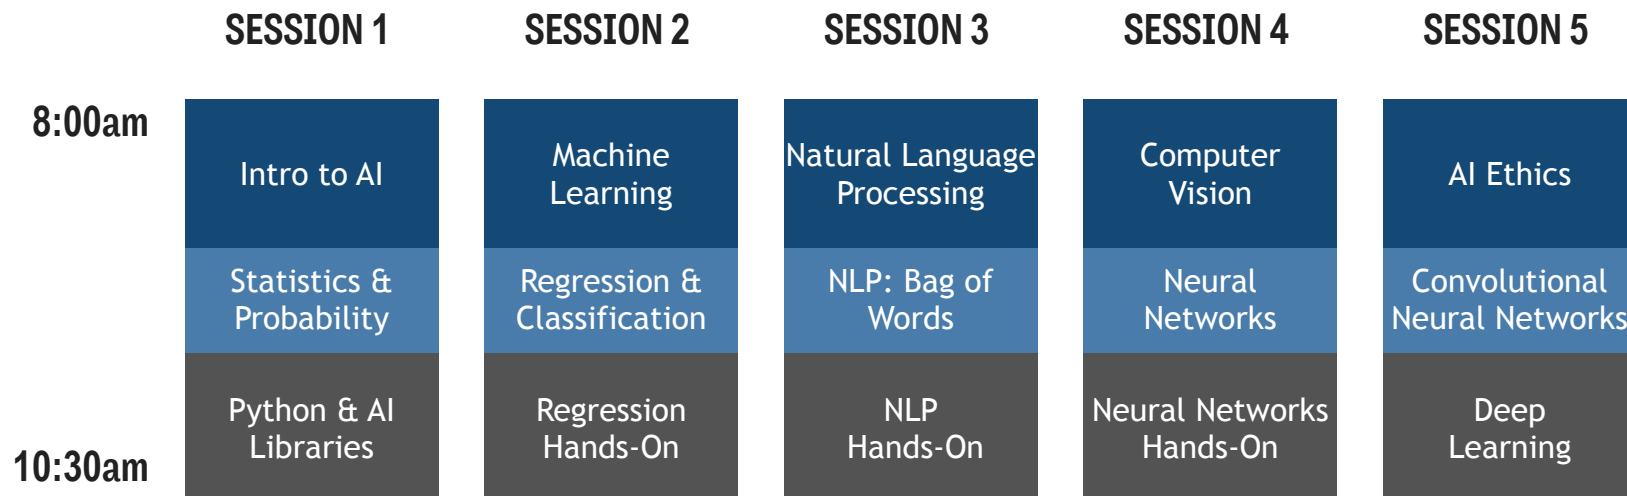 SESSION 1
SESSION 2
SESSION 3
SESSION 4
SESSION 5
8:00am
Intro to AI
Machine
Learning
Natural Language
Processing
Computer
Vision
AI Ethics
Statistics &
Probability
Regression &
Classification
NLP: Bag of
Words
Neural
Networks
Convolutional
Neural Networks
Python & AI
Libraries
Regression
Hands-On
NLP
Hands-On
Neural Networks
Hands-On
Deep
Learning
10:30am